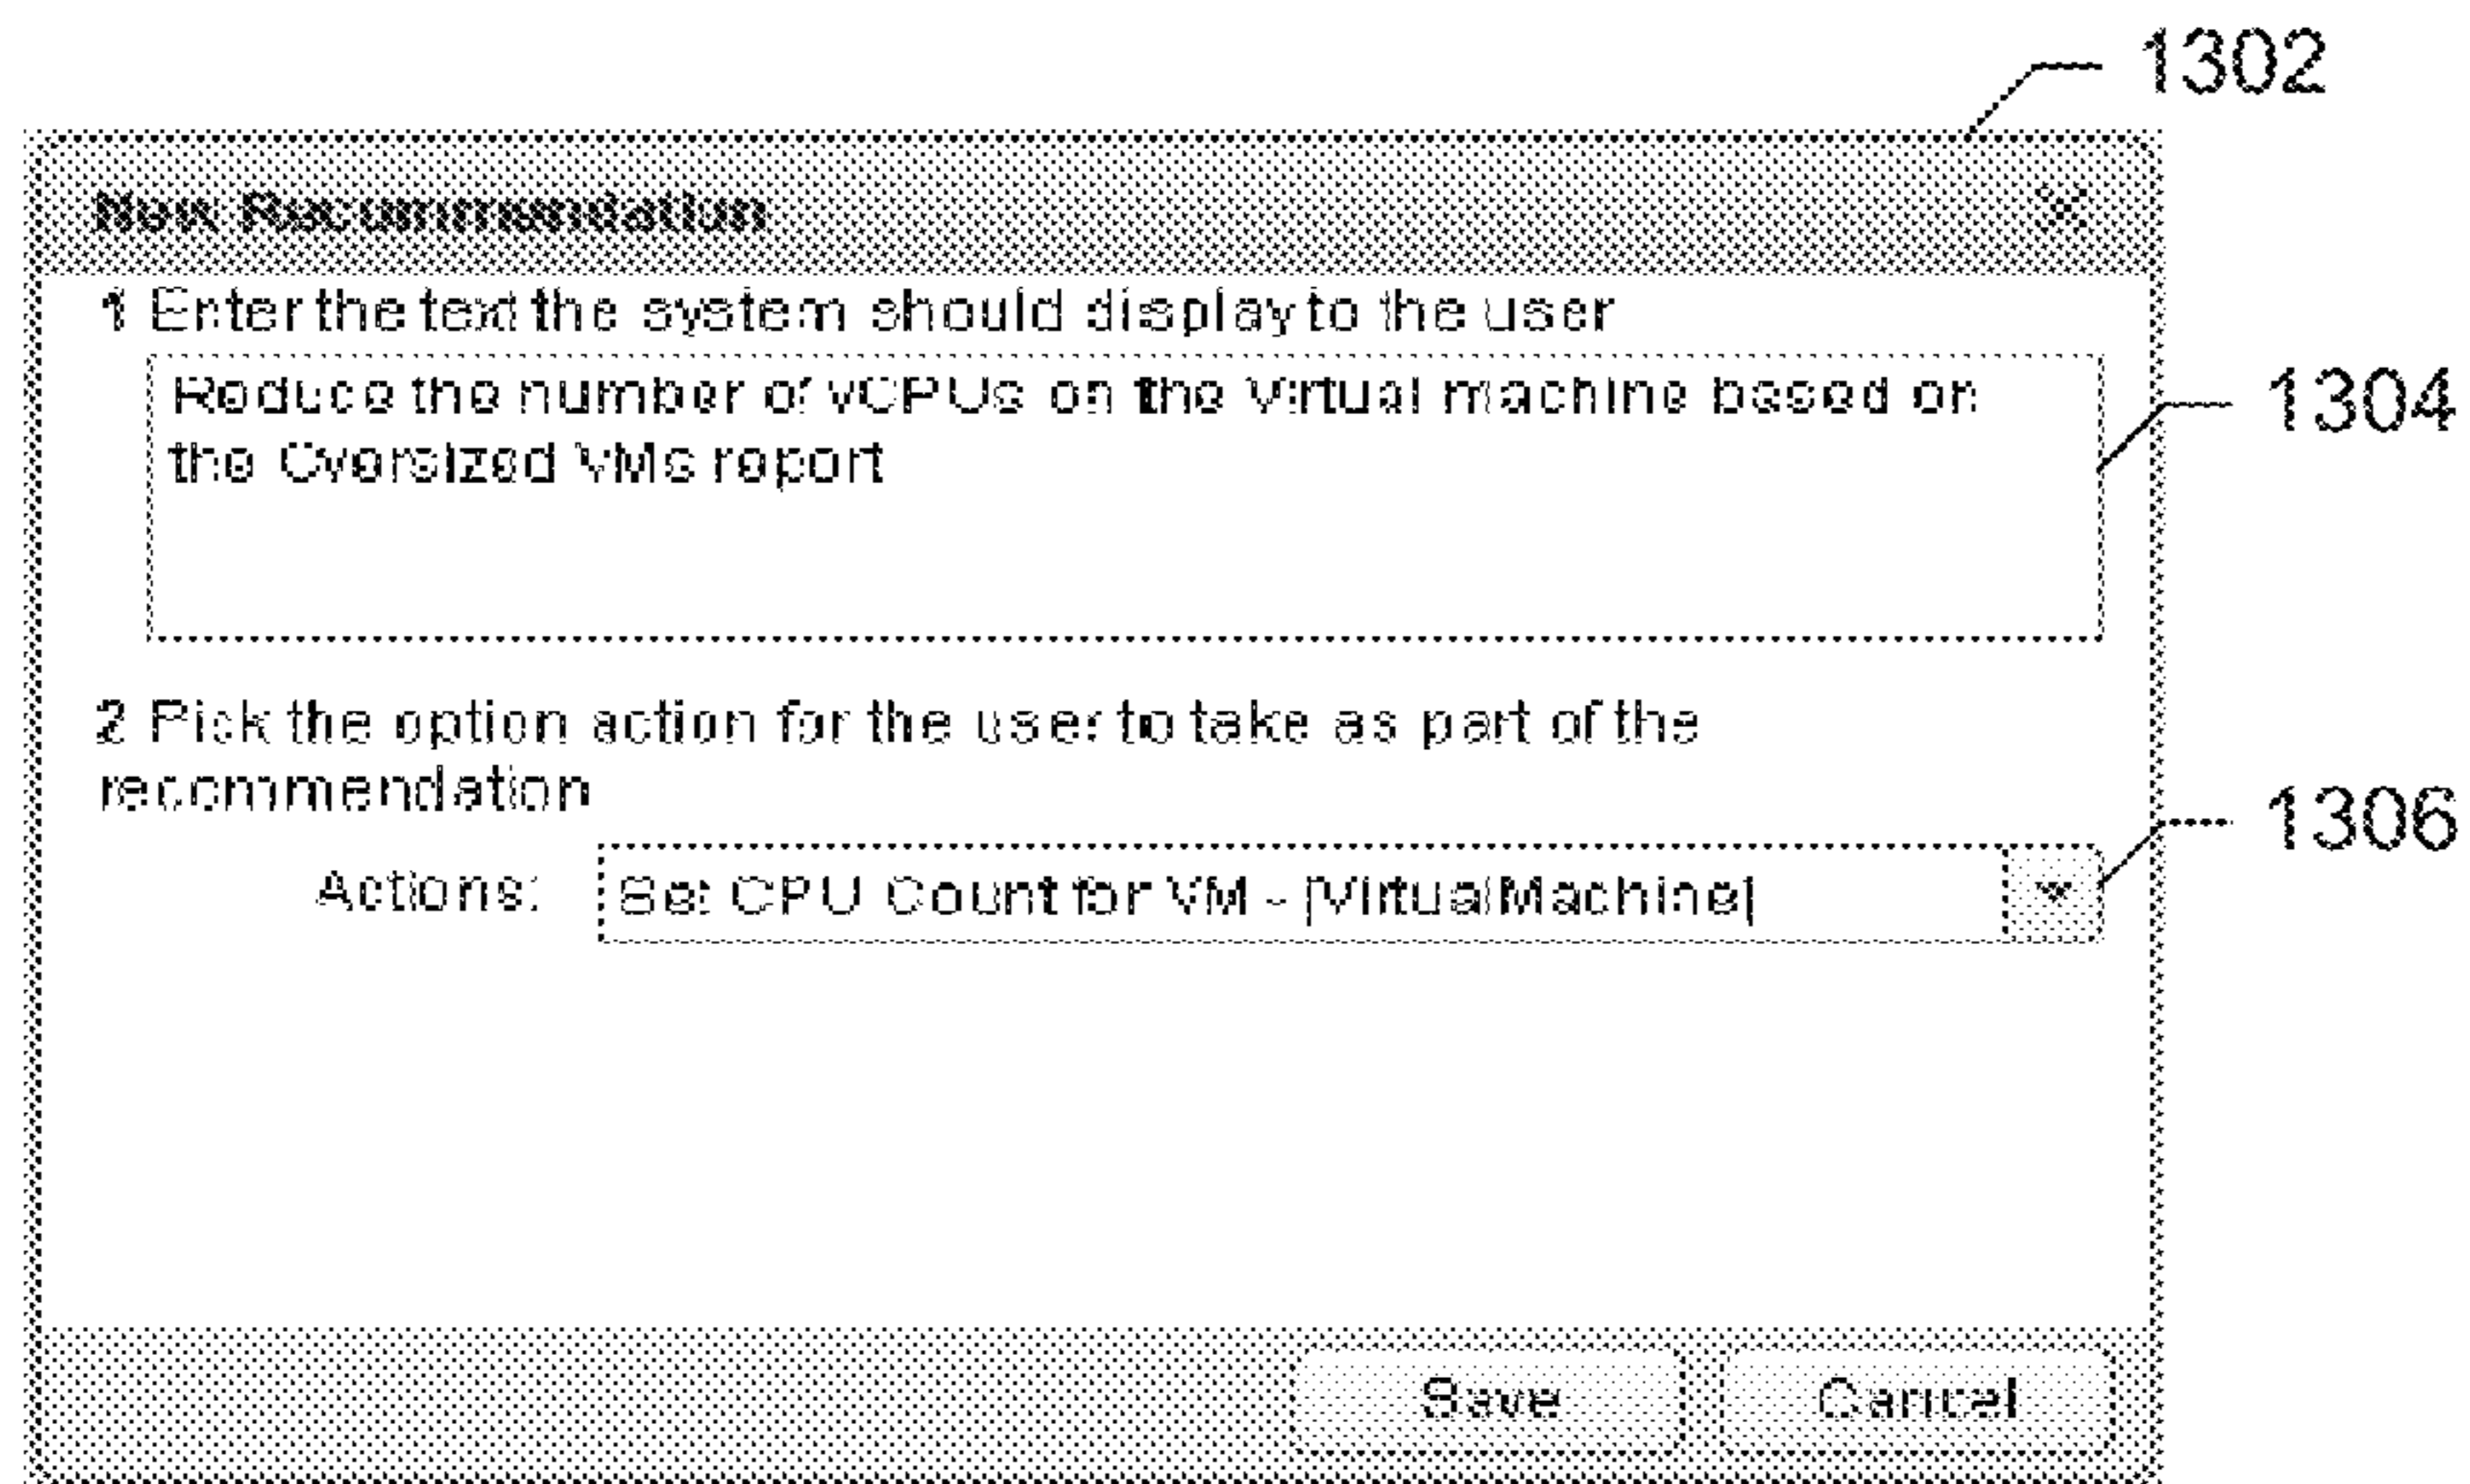 1302
New Recommendation
1 Enter the text the system should display to the user
Reduce the number of vCPUs on the virtual machine based on
the Oversized VMs report
1304
2 Pick the option action for the user to take as part of the
recommendation
1306
Actions: Set CPU Count for VM - [VirtualMachine]
Save Cancel